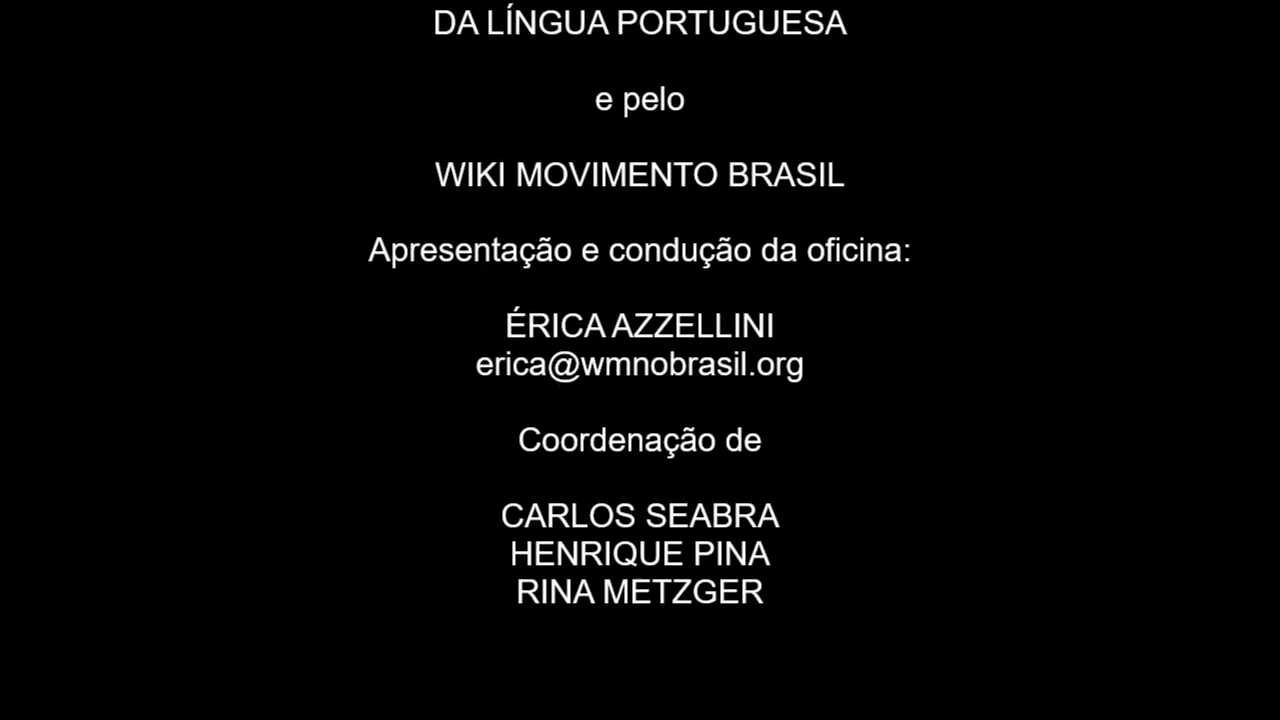 DA LÍNGUA PORTUGUESA
e pelo
WIKI MOVIMENTO BRASIL
Apresentação e condução da oficina:
ÉRICA AZZELLINI
erica@wmnobrasil.org
Coordenação de
CARLOS SEABRA
HENRIQUE PINA
RINA METZGER